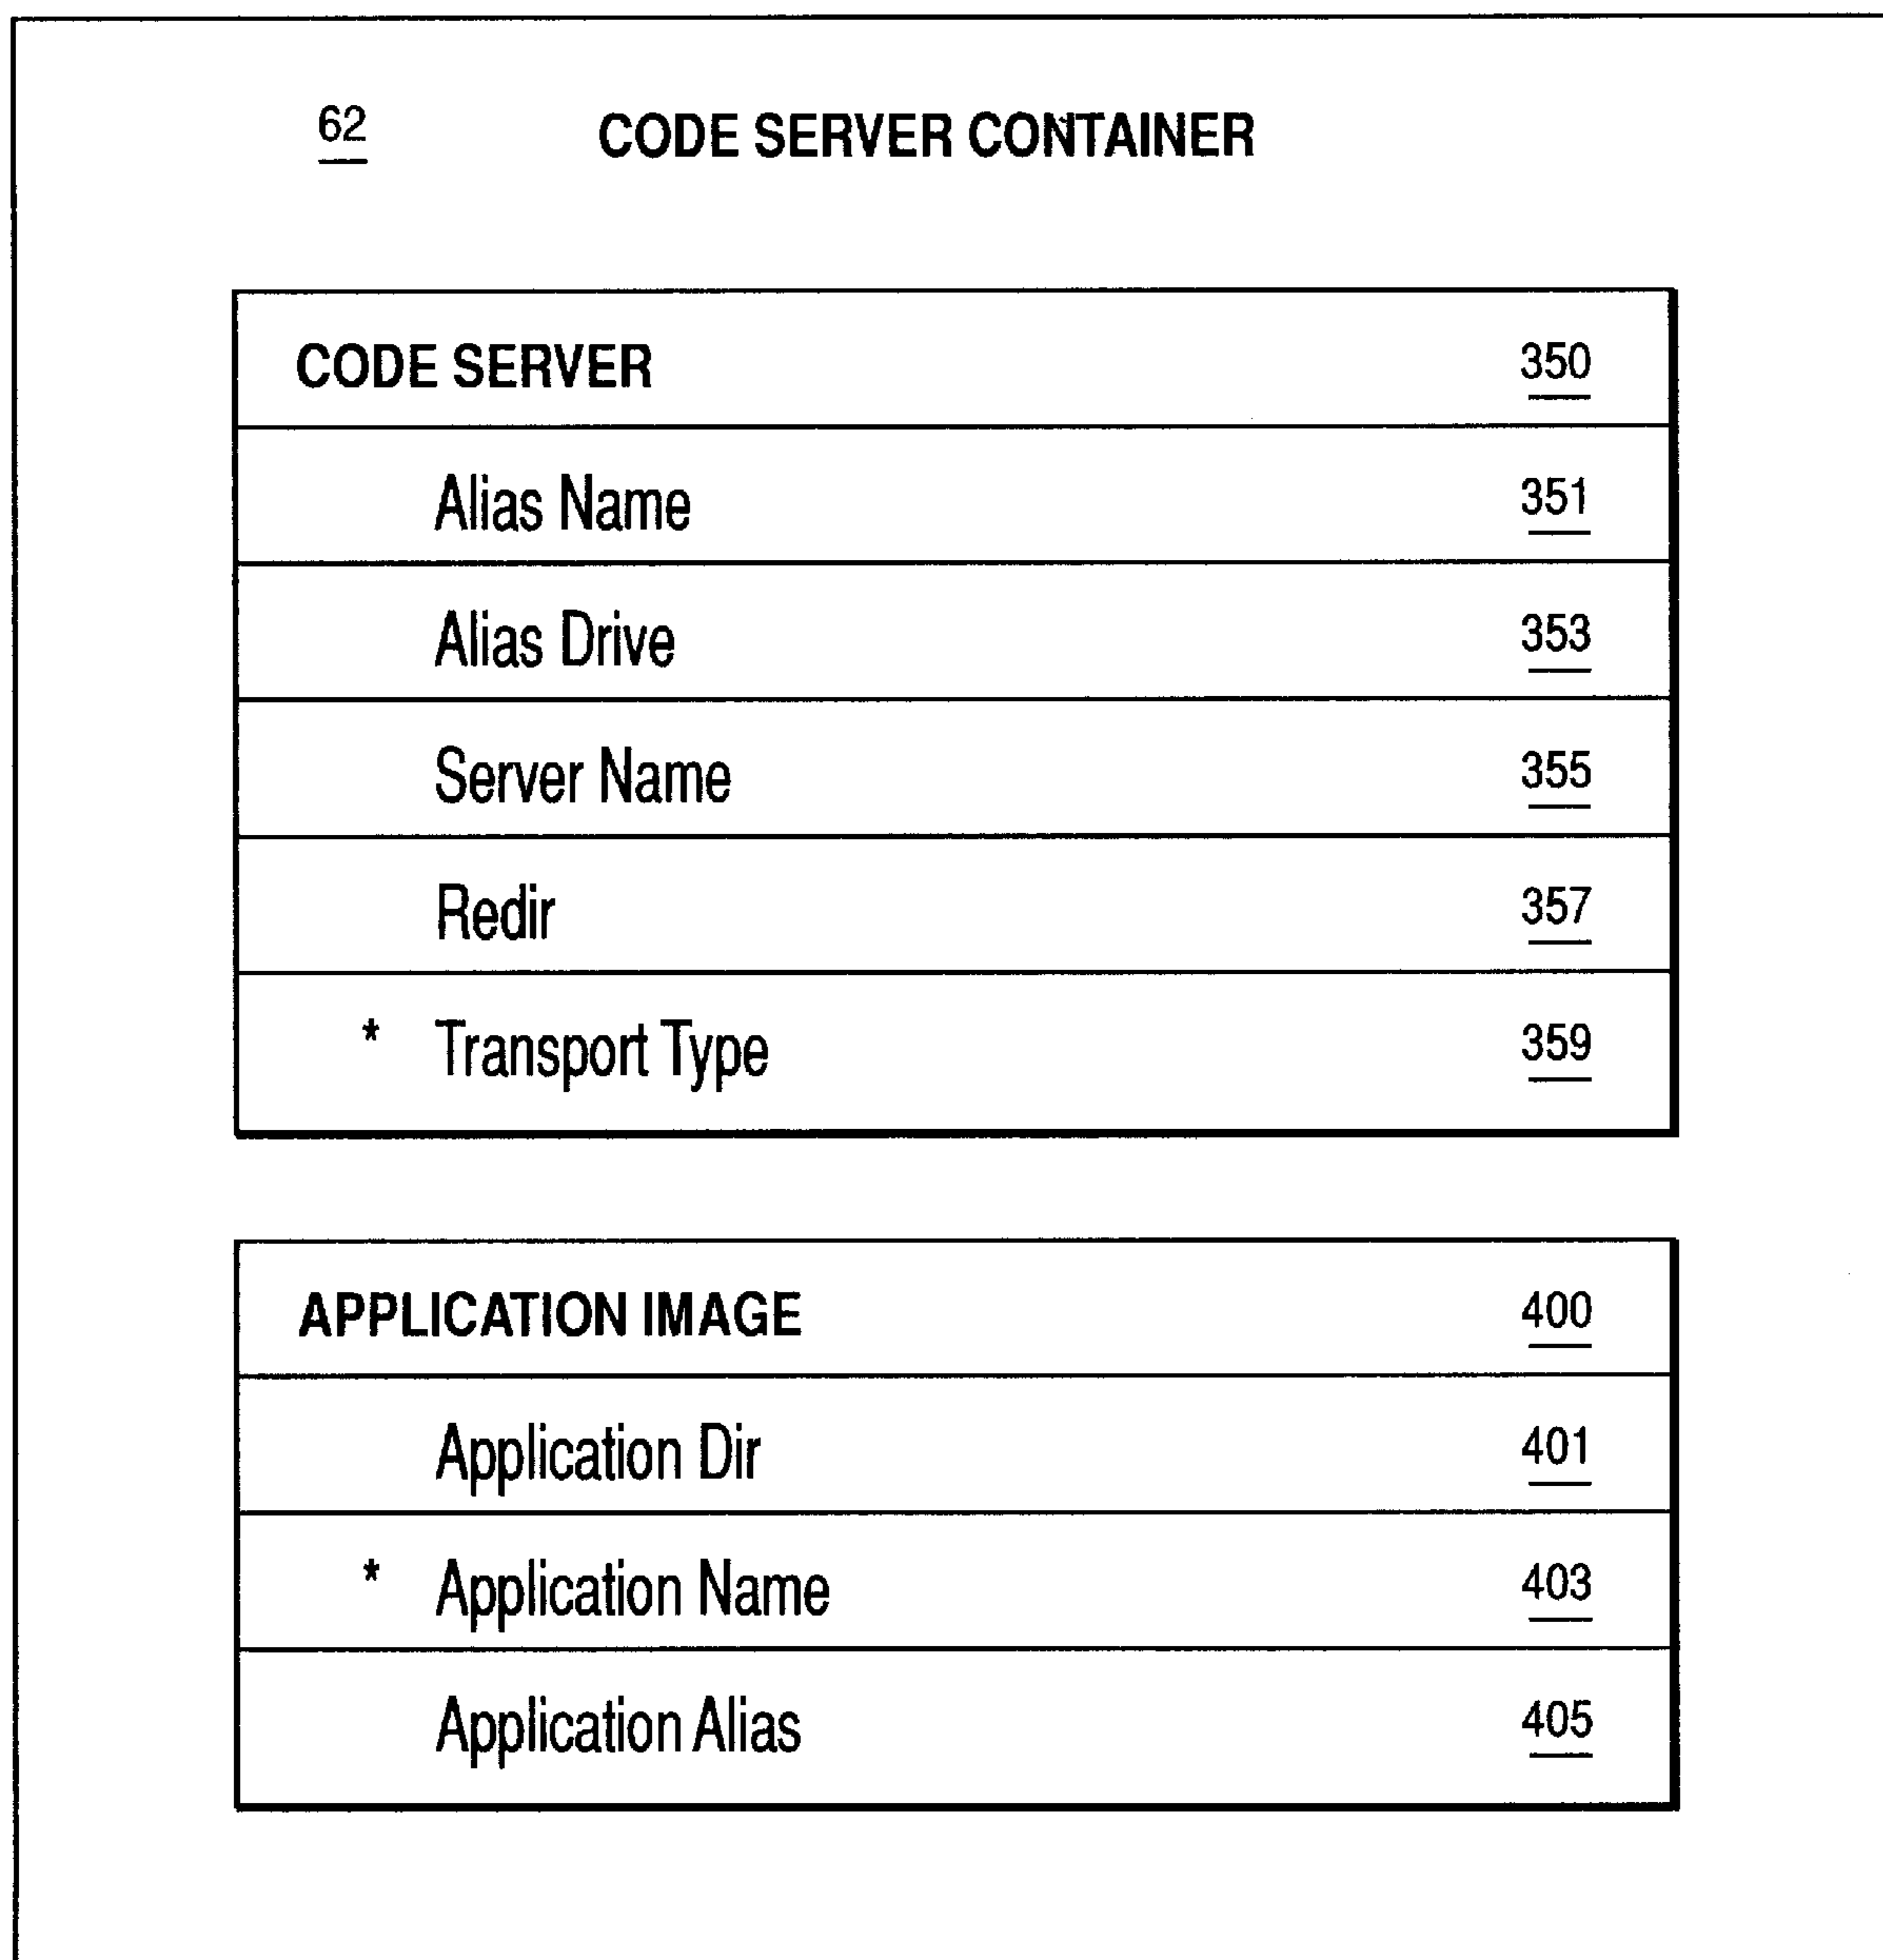 62 CODE SERVER CONTAINER
CODE SERVER 350
Alias Name 351
Alias Drive 353
Server Name 355
Redir 357
* Transport Type 359
APPLICATION IMAGE 400
Application Dir 401
* Application Name 403
Application Alias 405